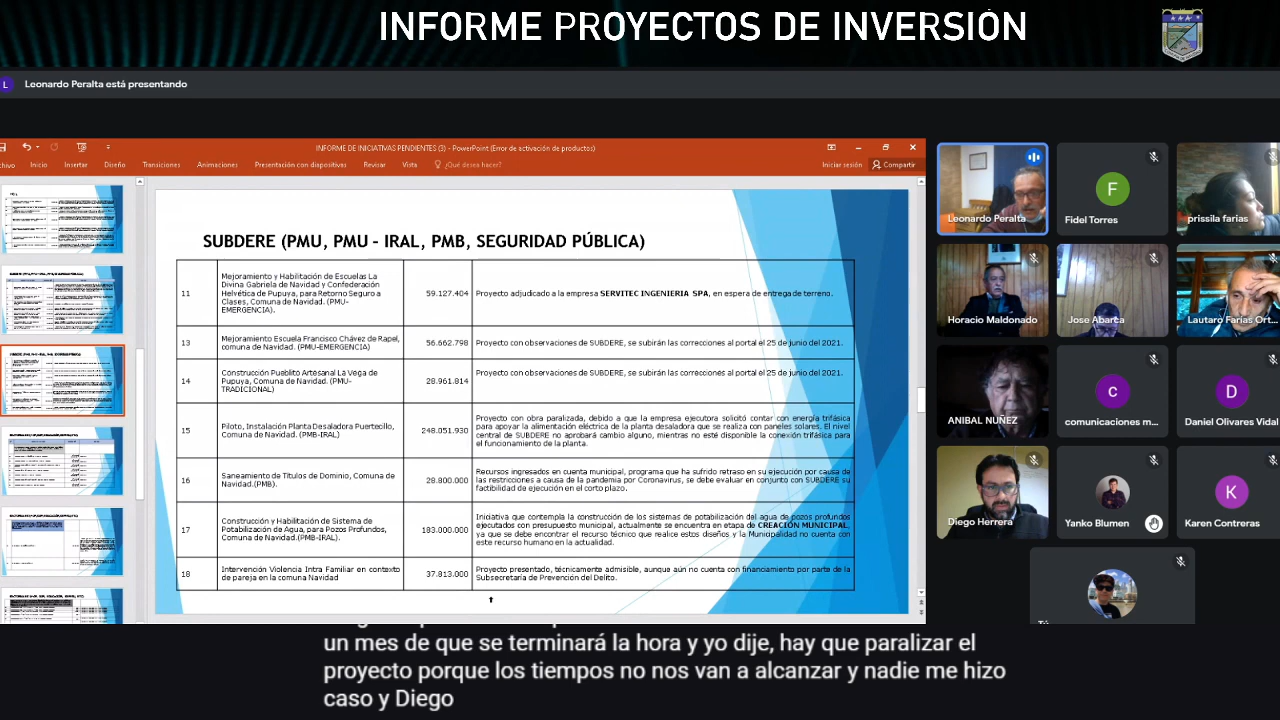 INFORME PROYECTOS DE INVERSIÓN
L Leonardo Peralta está presentando
INFORME DE INICIATIVAS PENDIENTES (3) - PowerPoint (Error de activación de productos)
chivo Inicio Insertar Diseño Transiciones Animaciones Presentación con diapositivas Revisar Vista ¿Qué desea hacer? Iniciar sesión Compartir
SUBDERE (PMU, PMU – IRAL, PMB, SEGURIDAD PÚBLICA)
11
Mejoramiento y Habilitación de Escuelas La
Divina Gabriela de Navidad y Confederación
Helvética de Pupuya, para Retorno Seguro a
Clases, Comuna de Navidad. (PMU-
EMERGENCIA).
59.127.404
Proyecto adjudicado a la empresa SERVITEC INGENIERIA SPA, en espera de entrega de terreno.
13
Mejoramiento Escuela Francisco Chávez de Rapel,
comuna de Navidad. (PMU-EMERGENCIA)
56.662.798
Proyecto con observaciones de SUBDERE, se subirán las correcciones al portal el 25 de junio del 2021.
14
Construcción Pueblito Artesanal La Vega de
Pupuya, Comuna de Navidad. (PMU-
TRADICIONAL)
28.961.814
Proyecto con observaciones de SUBDERE, se subirán las correcciones al portal el 25 de junio del 2021.
15
Piloto, Instalación Planta Desaladora Puertecillo,
Comuna de Navidad. (PMB-IRAL)
248.051.930
Proyecto con obra paralizada, debido a que la empresa ejecutora solicitó contar con energía trifásica
para apoyar la alimentación eléctrica de la planta desaladora que se realiza con paneles solares. El nivel
central de SUBDERE no aprobará cambio alguno, mientras no esté disponible la conexión trifásica para
el funcionamiento de la planta.
16
Saneamiento de Títulos de Dominio, Comuna de
Navidad.(PMB).
28.800.000
Recursos ingresados en cuenta municipal, programa que ha sufrido retraso en su ejecución por causa de
las restricciones a causa de la pandemia por Coronavirus, se debe evaluar en conjunto con SUBDERE su
factibilidad de ejecución en el corto plazo.
17
Construcción y Habilitación de Sistema de
Potabilización de Agua, para Pozos Profundos,
Comuna de Navidad.(PMB-IRAL).
183.000.000
Iniciativa que contempla la construcción de los sistemas de potabilización del agua de pozos profundos
ejecutados con presupuesto municipal, actualmente se encuentra en etapa de CREACIÓN MUNICIPAL,
ya que se debe encontrar el recurso técnico que realice estos diseños y la Municipalidad no cuenta con
este recurso humano en la actualidad.
18
Intervención Violencia Intra Familiar en contexto
de pareja en la comuna Navidad
37.813.000
Proyecto presentado, técnicamente admisible, aunque aún no cuenta con financiamiento por parte de la
Subsecretaría de Prevención del Delito.
Leonardo Peralta
F
Fidel Torres
prissila farias
Horacio Maldonado
Jose Abarca
Lautaro Farias Ort...
ANIBAL NUÑEZ
c
comunicaciones m...
D
Daniel Olivares Vidal
Diego Herrera
Yanko Blumen
K
Karen Contreras
un mes de que se terminará la hora y yo dije, hay que paralizar el
proyecto porque los tiempos no nos van a alcanzar y nadie me hizo
caso y Diego